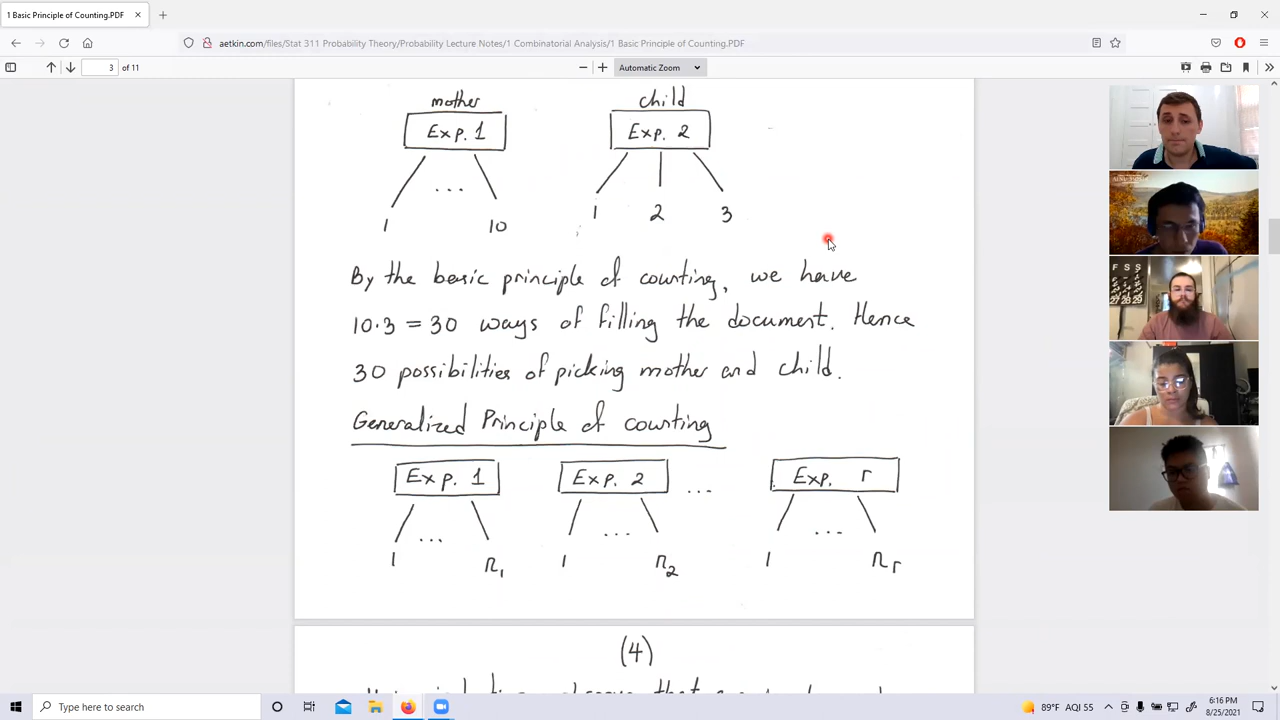 1 Basic Principle of Counting.PDF
aetkin.com/files/Stat 311 Probability Theory/Probability Lecture Notes/1 Combinatorial Analysis/1 Basic Principle of Counting.PDF
3 of 11
Automatic Zoom
mother child
Exp. 1 Exp. 2
... 
1 10 1 2 3
By the basic principle of counting, we have
10·3 = 30 ways of filling the document. Hence
30 possibilities of picking mother and child.
Generalized Principle of counting
Exp. 1 Exp. 2 ... Exp. r
... ... ...
1 n1 1 n2 1 nr
(4)
F S S
27 28 29
Type here to search
89°F AQI 55
6:16 PM
8/25/2021